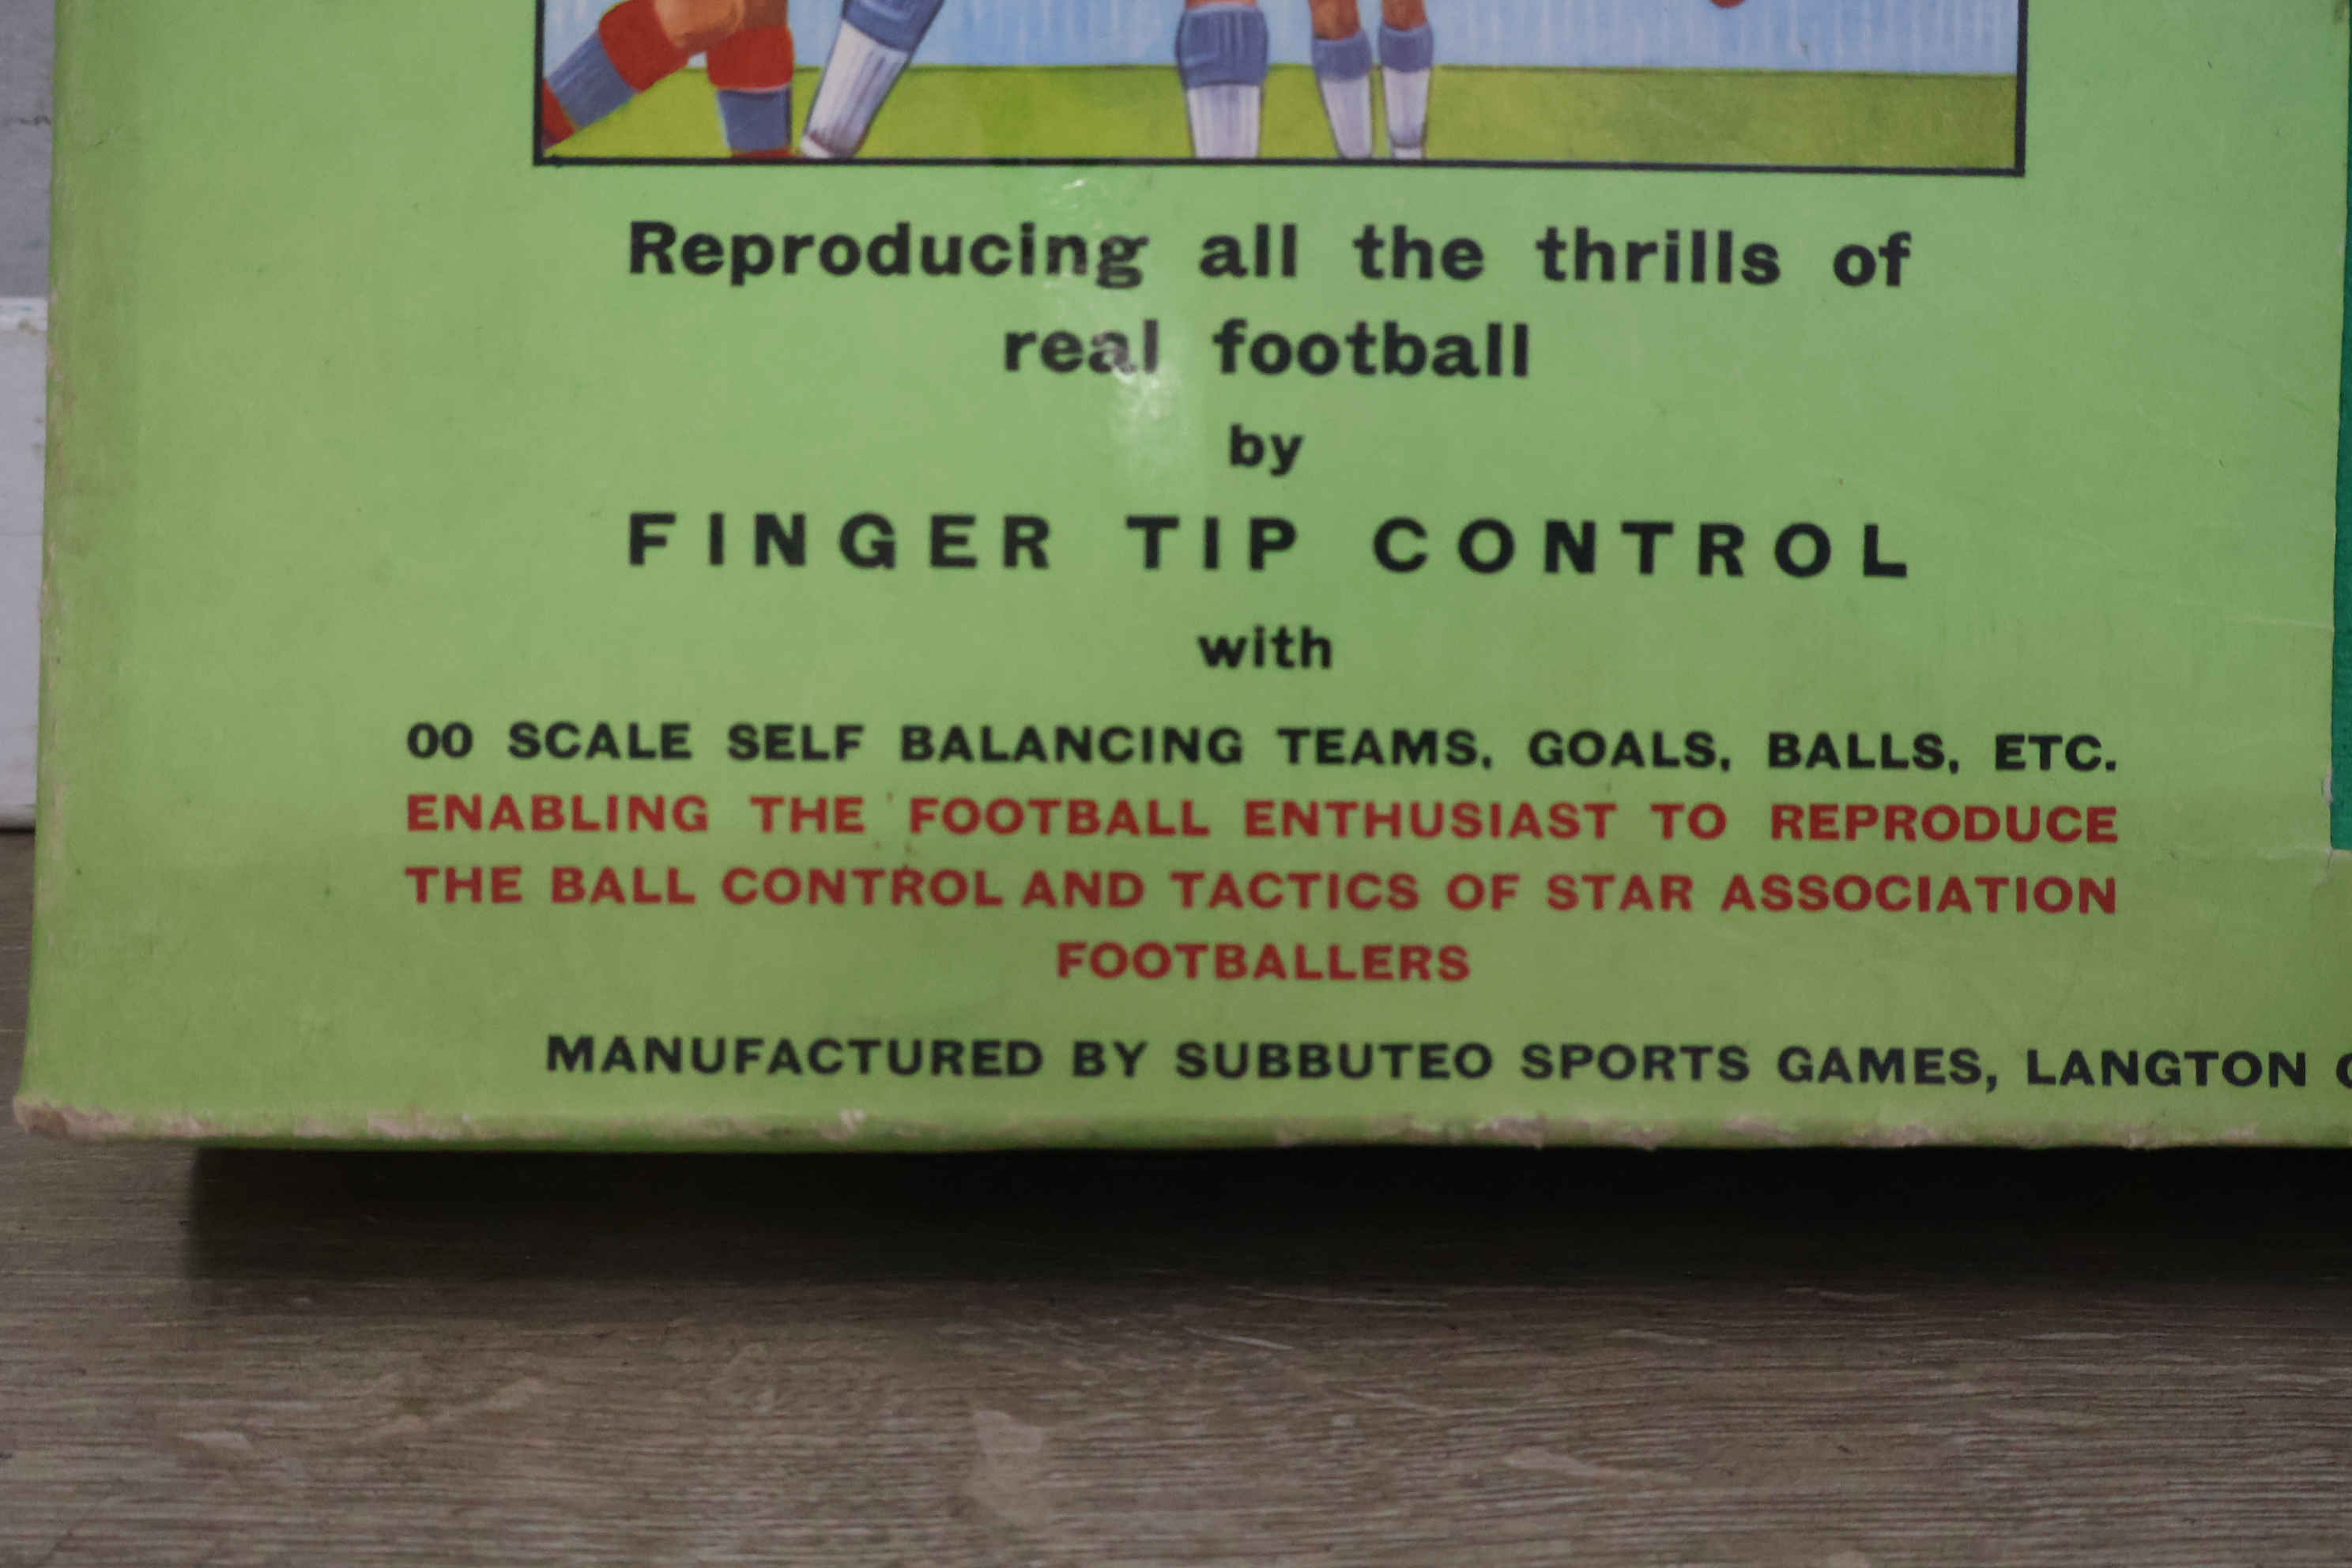 Reproducing all the thrills of
real football
by
FINGER TIP CONTROL
with
00 SCALE SELF BALANCING TEAMS, GOALS, BALLS, ETC.
ENABLING THE FOOTBALL ENTHUSIAST TO REPRODUCE
THE BALL CONTROL AND TACTICS OF STAR ASSOCIATION
FOOTBALLERS
MANUFACTURED BY SUBBUTEO SPORTS GAMES, LANGTON